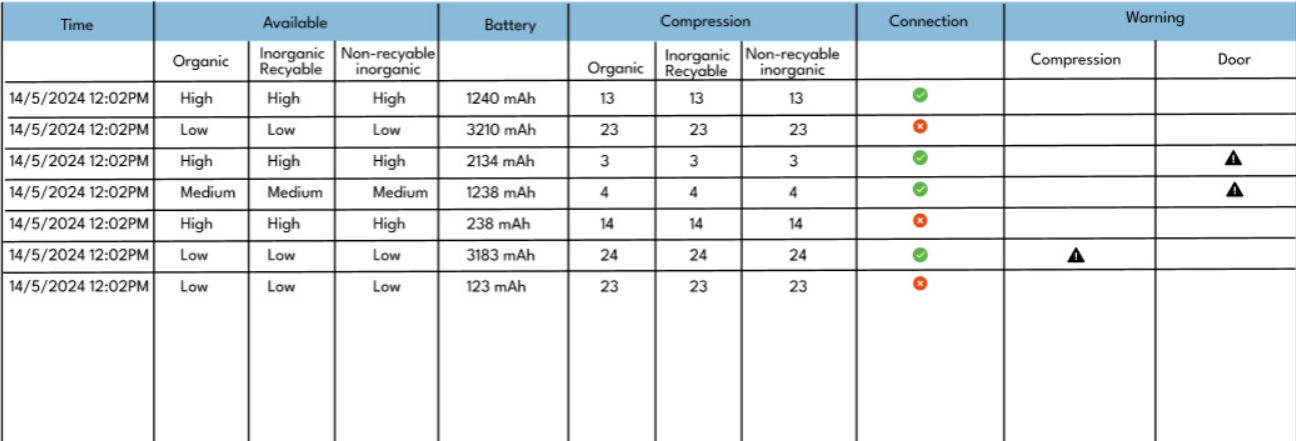 Time Available Battery Compression Connection Warning
Organic Inorganic Recyable Non-recyable inorganic Organic Inorganic Recyable Non-recyable inorganic Compression Door
14/5/2024 12:02PM High High High 1240 mAh 13 13 13
14/5/2024 12:02PM Low Low Low 3210 mAh 23 23 23
14/5/2024 12:02PM High High High 2134 mAh 3 3 3
14/5/2024 12:02PM Medium Medium Medium 1238 mAh 4 4 4
14/5/2024 12:02PM High High High 238 mAh 14 14 14
14/5/2024 12:02PM Low Low Low 3183 mAh 24 24 24
14/5/2024 12:02PM Low Low Low 123 mAh 23 23 23